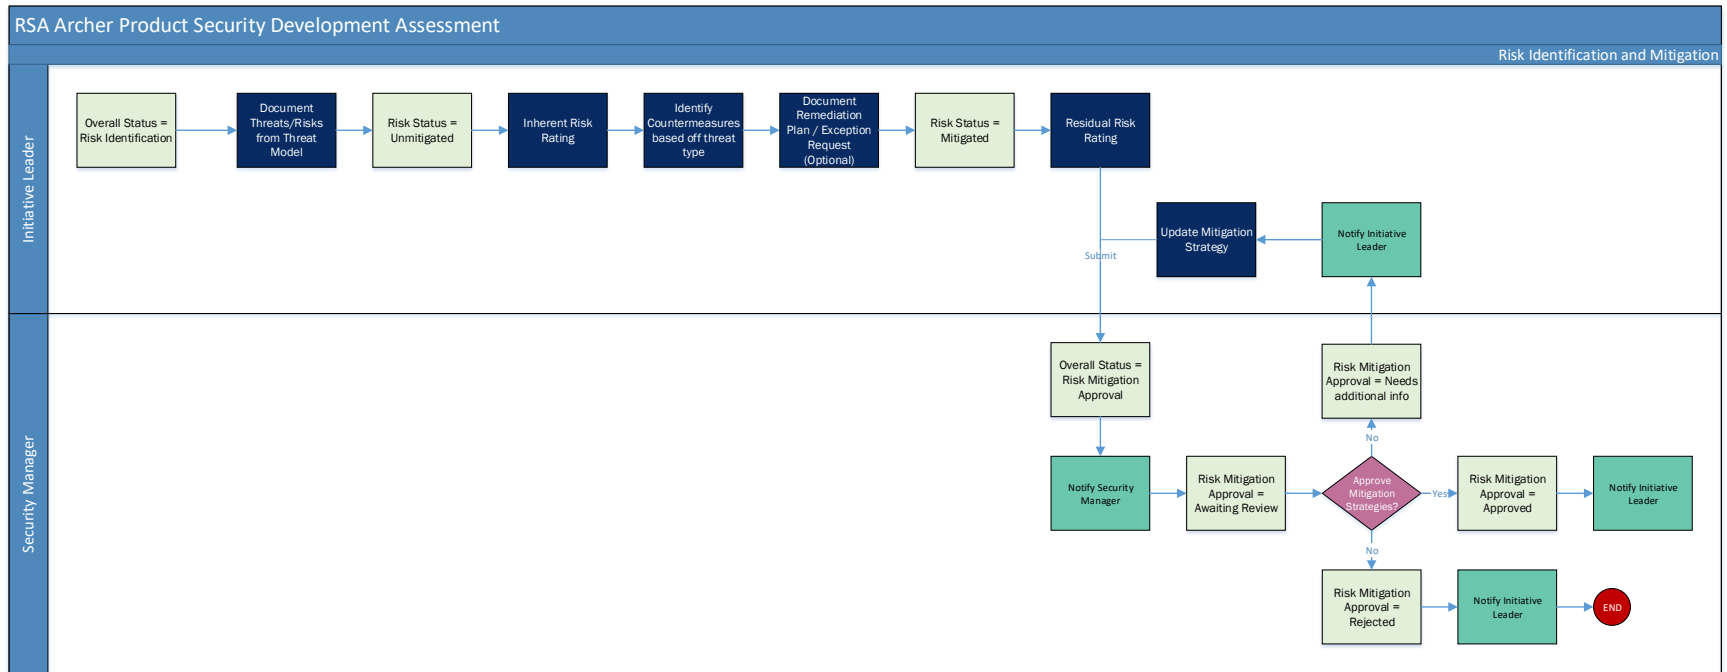 RSA Archer Product Security Development Assessment
Risk Identification and Mitigation
Initiative Leader
Overall Status =
Risk Identification
Document
Threats/Risks
from Threat
Model
Risk Status =
Unmitigated
Inherent Risk
Rating
Identify
Countermeasures
based off threat
type
Document
Remediation
Plan / Exception
Request
(Optional)
Risk Status =
Mitigated
Residual Risk
Rating
Update Mitigation
Strategy
Notify Initiative
Leader
Submit
Security Manager
Overall Status =
Risk Mitigation
Approval
Risk Mitigation
Approval = Needs
additional info
No
Notify Security
Manager
Risk Mitigation
Approval =
Awaiting Review
Approve
Mitigation
Strategies?
Yes
Risk Mitigation
Approval =
Approved
Notify Initiative
Leader
No
Risk Mitigation
Approval =
Rejected
Notify Initiative
Leader
END